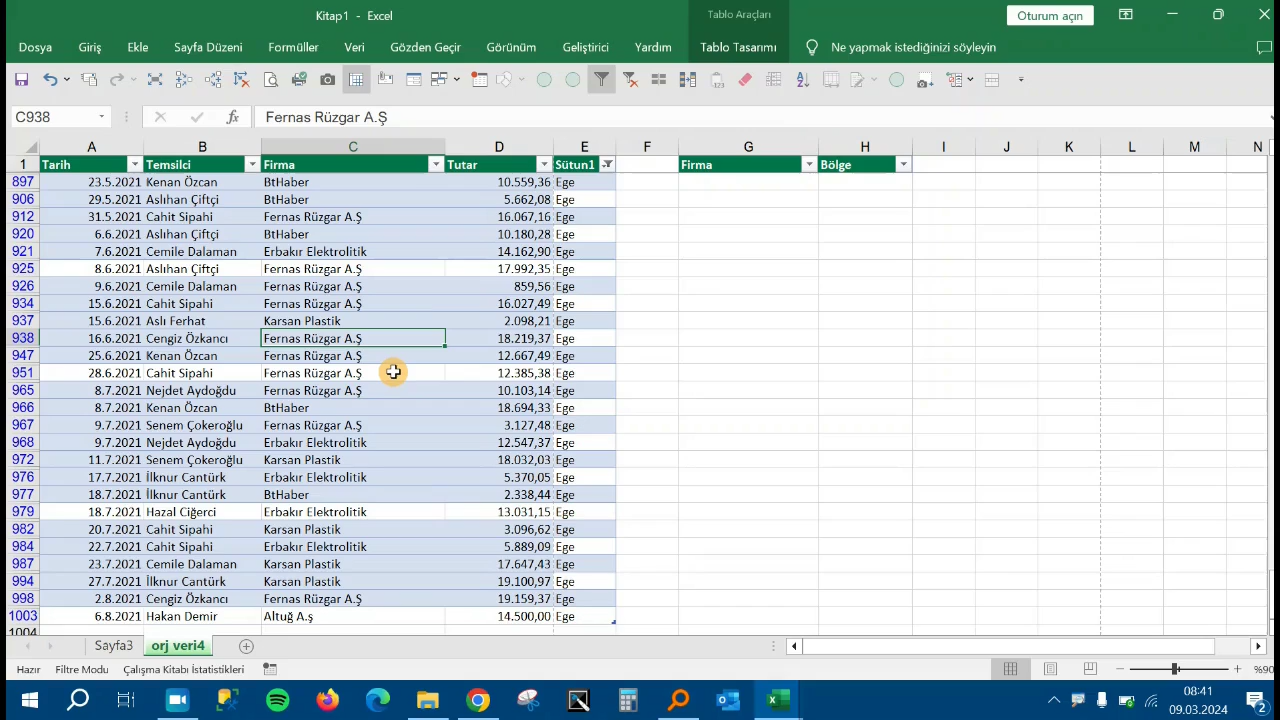 Kitap1 - Excel
Tablo Araçları
Oturum açın
Dosya Giriş Ekle Sayfa Düzeni Formüller Veri Gözden Geçir Görünüm Geliştirici Yardım Tablo Tasarımı Ne yapmak istediğinizi söyleyin
C938 fx Fernas Rüzgar A.Ş
A B C D E F G H I J K L M N
1 Tarih Temsilci Firma Tutar Sütun1 Firma Bölge
897 23.5.2021 Kenan Özcan BtHaber 10.559,36 Ege
906 29.5.2021 Aslıhan Çiftçi BtHaber 5.662,08 Ege
912 31.5.2021 Cahit Sipahi Fernas Rüzgar A.Ş 16.067,16 Ege
920 6.6.2021 Aslıhan Çiftçi BtHaber 10.180,28 Ege
921 7.6.2021 Cemile Dalaman Erbakır Elektrolitik 14.162,90 Ege
925 8.6.2021 Aslıhan Çiftçi Fernas Rüzgar A.Ş 17.992,35 Ege
926 9.6.2021 Cemile Dalaman Fernas Rüzgar A.Ş 859,56 Ege
934 15.6.2021 Cahit Sipahi Fernas Rüzgar A.Ş 16.027,49 Ege
937 15.6.2021 Aslı Ferhat Karsan Plastik 2.098,21 Ege
938 16.6.2021 Cengiz Özkancı Fernas Rüzgar A.Ş 18.219,37 Ege
947 25.6.2021 Kenan Özcan Fernas Rüzgar A.Ş 12.667,49 Ege
951 28.6.2021 Cahit Sipahi Fernas Rüzgar A.Ş 12.385,38 Ege
965 8.7.2021 Nejdet Aydoğdu Fernas Rüzgar A.Ş 10.103,14 Ege
966 8.7.2021 Kenan Özcan BtHaber 18.694,33 Ege
967 9.7.2021 Senem Çokeroğlu Fernas Rüzgar A.Ş 3.127,48 Ege
968 9.7.2021 Nejdet Aydoğdu Erbakır Elektrolitik 12.547,37 Ege
972 11.7.2021 Senem Çokeroğlu Karsan Plastik 18.032,03 Ege
976 17.7.2021 İlknur Cantürk Erbakır Elektrolitik 5.370,05 Ege
977 18.7.2021 İlknur Cantürk BtHaber 2.338,44 Ege
979 18.7.2021 Hazal Ciğerci Erbakır Elektrolitik 13.031,15 Ege
982 20.7.2021 Cahit Sipahi Karsan Plastik 3.096,62 Ege
984 22.7.2021 Cahit Sipahi Erbakır Elektrolitik 5.889,09 Ege
987 23.7.2021 Cemile Dalaman Karsan Plastik 17.647,43 Ege
994 27.7.2021 İlknur Cantürk Karsan Plastik 19.100,97 Ege
998 2.8.2021 Cengiz Özkancı Fernas Rüzgar A.Ş 19.159,37 Ege
1003 6.8.2021 Hakan Demir Altuğ A.ş 14.500,00 Ege
1004
Sayfa3 orj veri4
Hazır Filtre Modu Çalışma Kitabı İstatistikleri %90
08:41
09.03.2024 2